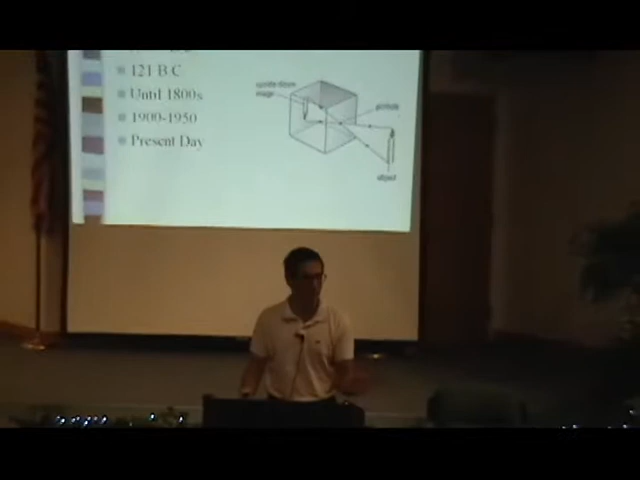 121 B C
upside-down
image
Until 1800s
pinhole
1900-1950
Present Day
object